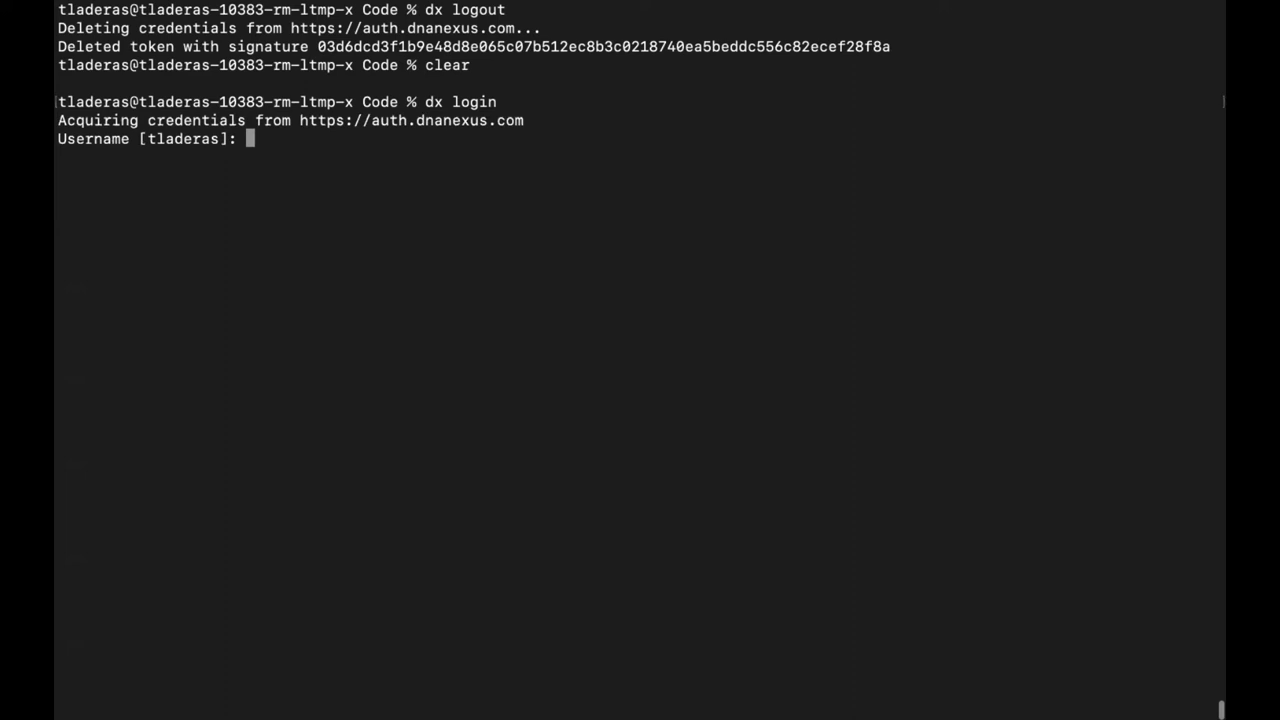 tladeras@tladeras-10383-rm-ltmp-x Code % dx logout
Deleting credentials from https://auth.dnanexus.com...
Deleted token with signature 03d6dcd3f1b9e48d8e065c07b512ec8b3c0218740ea5beddc556c82ecef28f8a
tladeras@tladeras-10383-rm-ltmp-x Code % clear
tladeras@tladeras-10383-rm-ltmp-x Code % dx login
Acquiring credentials from https://auth.dnanexus.com
Username [tladeras]: